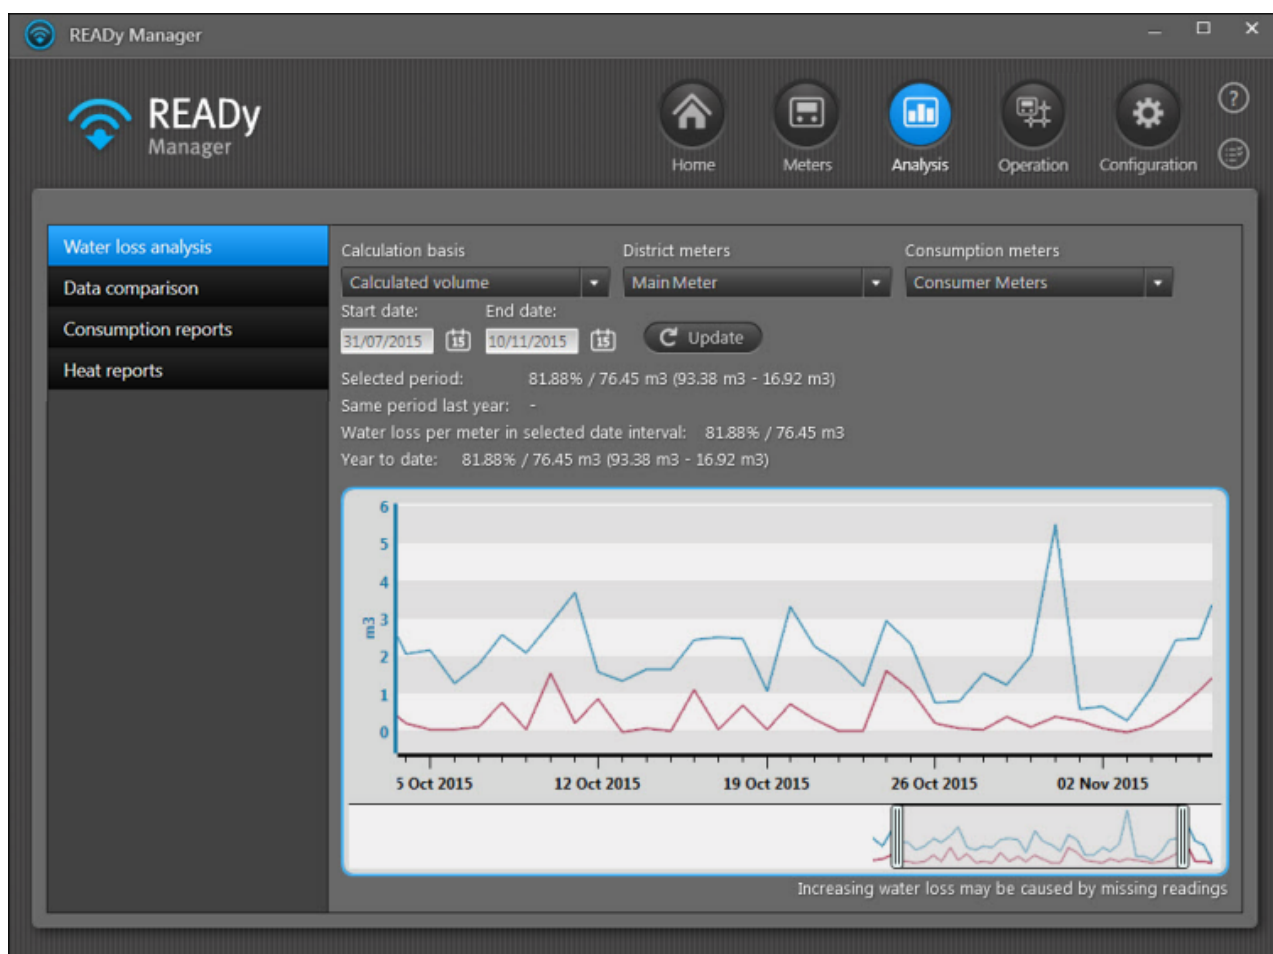 READy Manager
READy
Manager
Home
Meters
Analysis
Operation
Configuration
?
Water loss analysis
Data comparison
Consumption reports
Heat reports
Calculation basis
District meters
Consumption meters
Calculated volume
Main Meter
Consumer Meters
Start date:
End date:
31/07/2015
15
10/11/2015
15
Update
Selected period: 81.88% / 76.45 m3 (93.38 m3 - 16.92 m3)
Same period last year: -
Water loss per meter in selected date interval: 81.88% / 76.45 m3
Year to date: 81.88% / 76.45 m3 (93.38 m3 - 16.92 m3)
6
5
4
3
2
1
0
m3
5 Oct 2015
12 Oct 2015
19 Oct 2015
26 Oct 2015
02 Nov 2015
Increasing water loss may be caused by missing readings